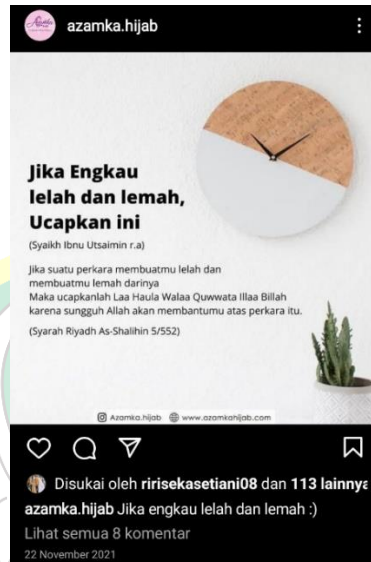 azamka.hijab
Jika Engkau
lelah dan lemah,
Ucapkan ini
(Syaikh Ibnu Utsaimin r.a)
Jika suatu perkara membuatmu lelah dan
membuatmu lemah darinya
Maka ucapkanlah Laa Haula Walaa Quwwata Illaa Billah
karena sungguh Allah akan membantumu atas perkara itu.
(Syarah Riyadh As-Shalihin 5/552)
Azamka.hijab www.azamkahijab.com
Disukai oleh ririsekasetiani08 dan 113 lainnya
azamka.hijab Jika engkau lelah dan lemah :)
Lihat semua 8 komentar
22 November 2021